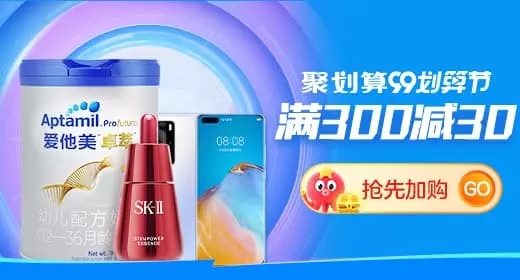 Aptamil Profutura
爱他美 卓萃
幼儿配方奶
12-36月龄
SK-II
STEMPOWER
ESSENCE
08:08
聚划算99划算节
满300减30
抢先加购 GO